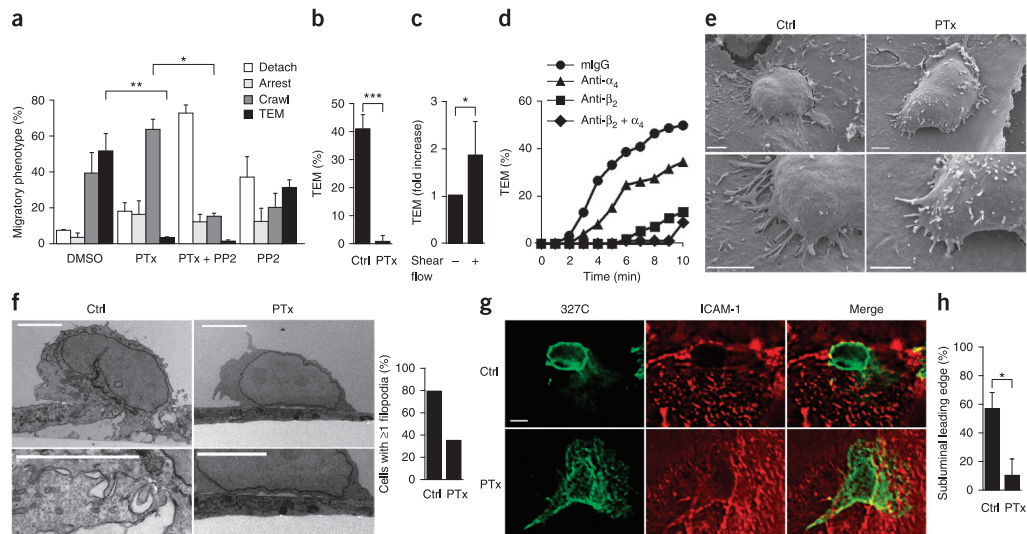 a
Migratory phenotype (%)
80
60
40
20
0
DMSO
PTx
PTx + PP2
PP2
**
*
Detach
Arrest
Crawl
TEM
b
TEM (%)
50
40
30
20
10
0
***
Ctrl PTx
c
TEM (fold increase)
3
2
1
0
*
Shear flow
– +
d
mIgG
Anti-α4
Anti-β2
Anti-β2 + α4
TEM (%)
80
60
40
20
0
0 2 4 6 8 10
Time (min)
e
Ctrl
PTx
f
Ctrl
PTx
Cells with ≥1 filopodia (%)
100
80
60
40
20
0
Ctrl PTx
g
327C
ICAM-1
Merge
Ctrl
PTx
h
Subluminal leading edge (%)
100
80
60
40
20
0
*
Ctrl PTx